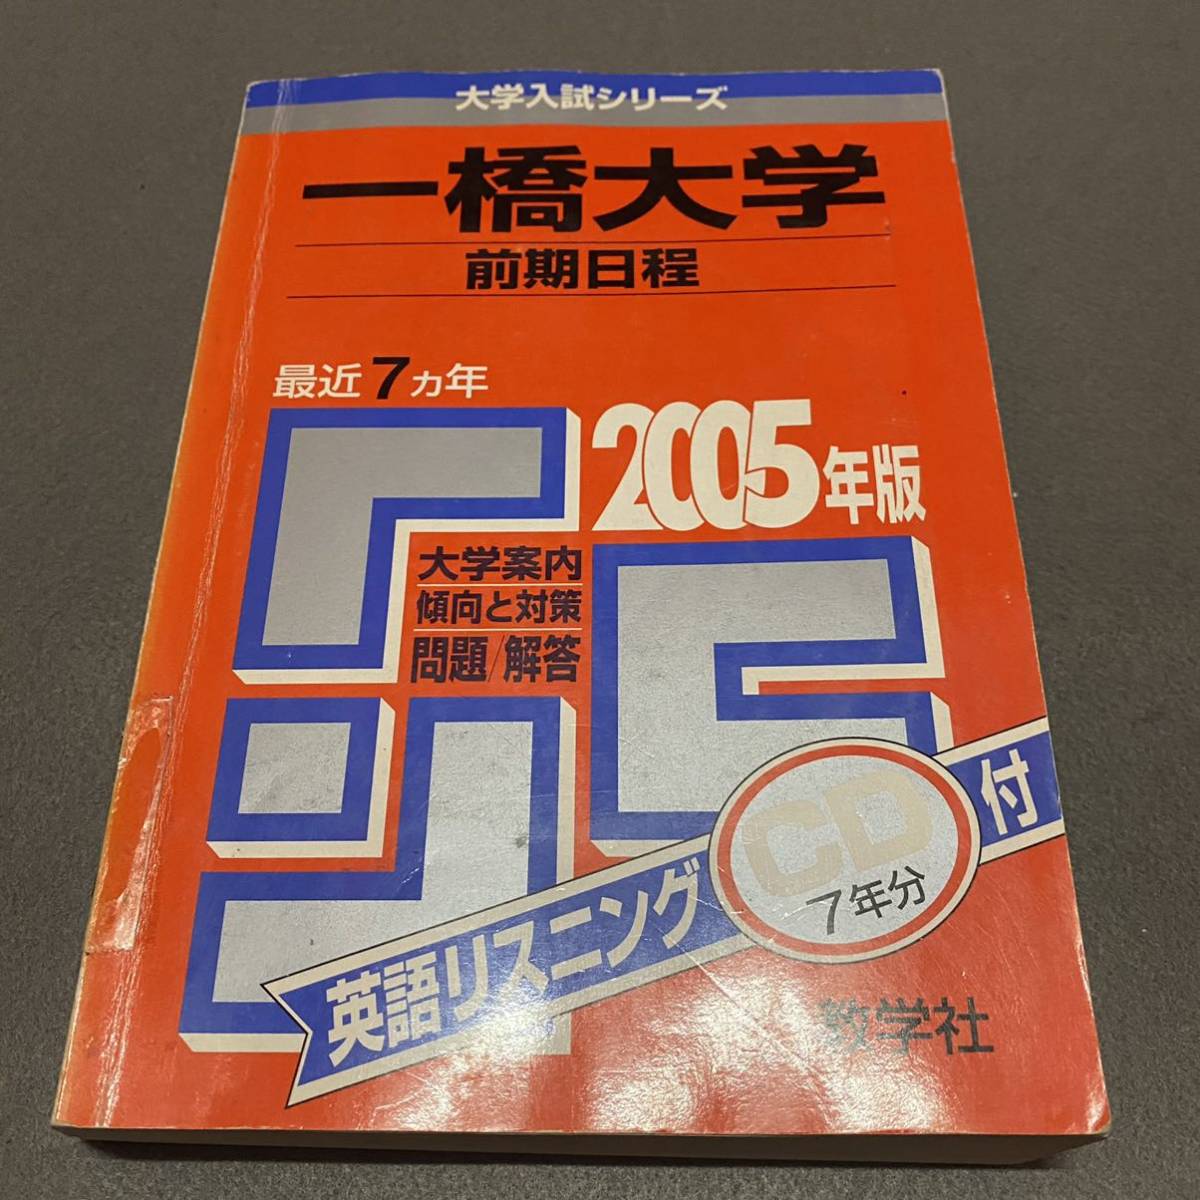 大学入試シリーズ
一橋大学
前期日程
最近7ヵ年
2005年版
大学案内
傾向と対策
問題/解答
英語リスニング CD 付
7年分
教学社